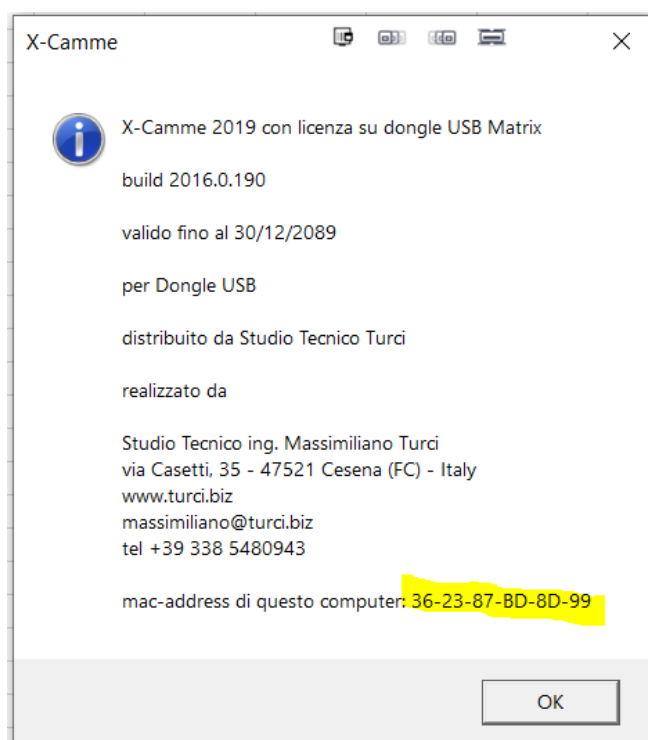 X-Camme
X-Camme 2019 con licenza su dongle USB Matrix
build 2016.0.190
valido fino al 30/12/2089
per Dongle USB
distribuito da Studio Tecnico Turci
realizzato da
Studio Tecnico ing. Massimiliano Turci
via Casetti, 35 - 47521 Cesena (FC) - Italy
www.turci.biz
massimiliano@turci.biz
tel +39 338 5480943
mac-address di questo computer: 36-23-87-BD-8D-99
OK